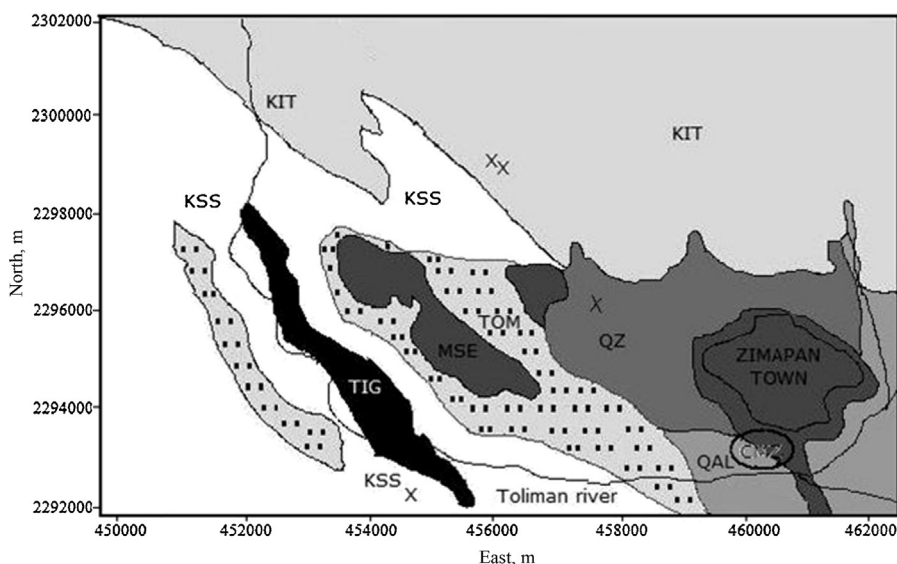 2302000
2300000
2298000
2296000
2294000
2292000
North, m
KIT
KIT
X
X
KSS
KSS
X
TOM
QZ
MSE
ZIMAPAN
TOWN
TIG
CMZ
QAL
KSS
X
Toliman river
450000 452000 454000 456000 458000 460000 462000
East, m